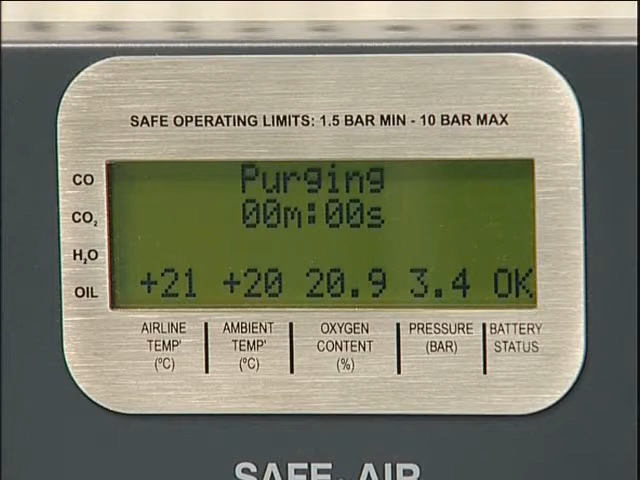 SAFE OPERATING LIMITS: 1.5 BAR MIN - 10 BAR MAX
CO
Purging
CO₂
00m:00s
H₂O
OIL
+21 +20 20.9 3.4 OK
AIRLINE TEMP' (ºC)
AMBIENT TEMP' (ºC)
OXYGEN CONTENT (%)
PRESSURE (BAR)
BATTERY STATUS
SAFE-AIR